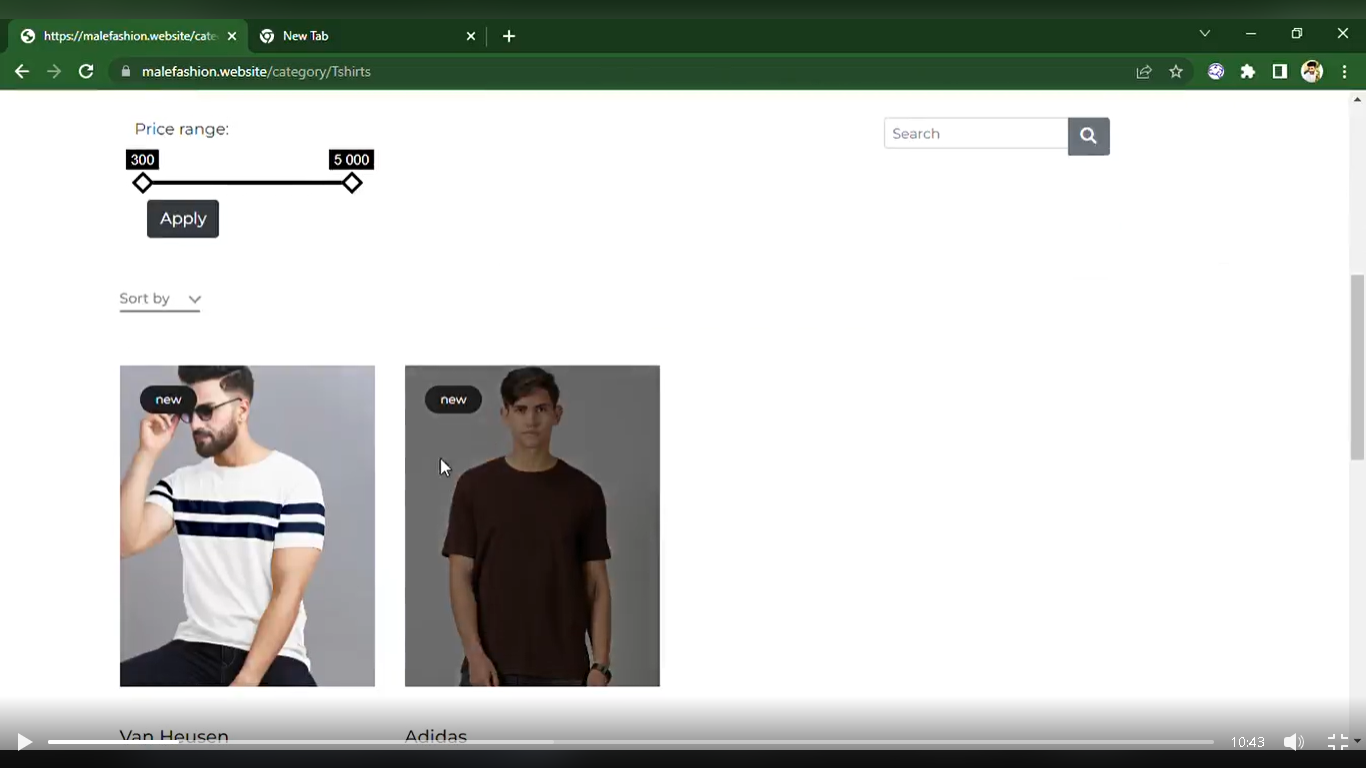 https://malefashion.website/cate
New Tab
malefashion.website/category/Tshirts
Price range:
Search
300
5 000
Apply
Sort by
new
new
Van Heusen
Adidas
10:43